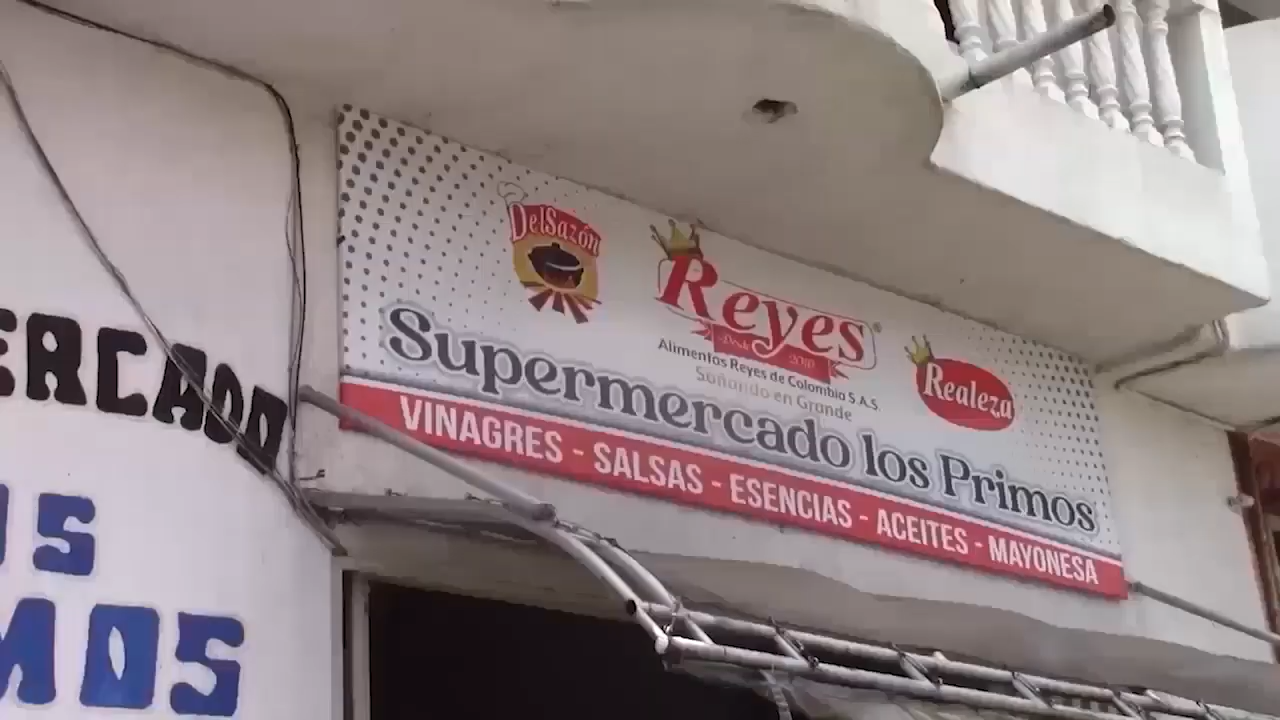 DelSazón
Reyes
Desde 2010
Alimentos Reyes de Colombia S.A.S.
Soñando en Grande
Realeza
Supermercado los Primos
VINAGRES - SALSAS - ESENCIAS - ACEITES - MAYONESA
ERCADO
OS
MOS